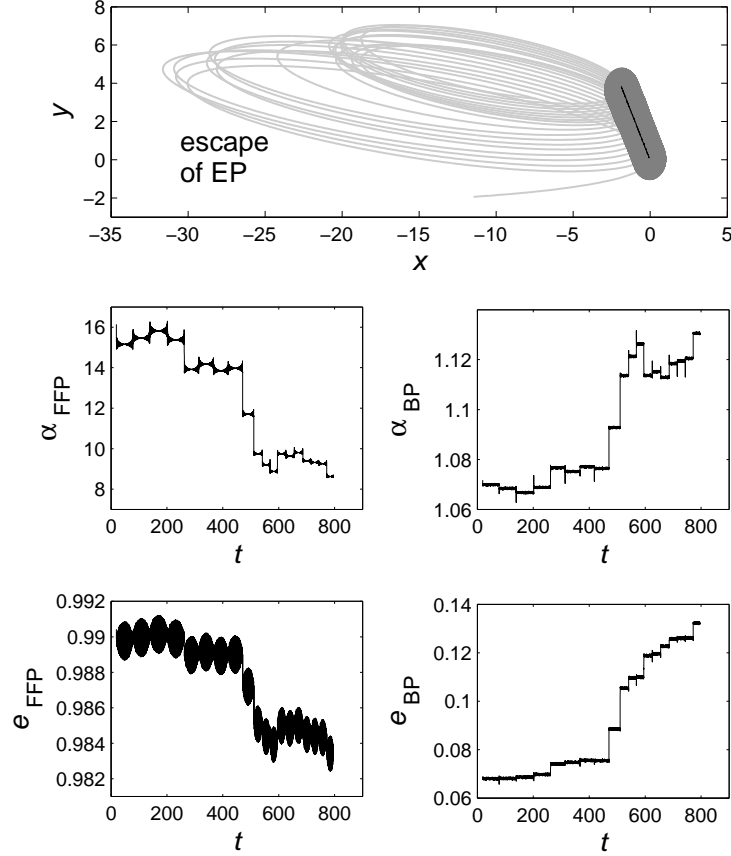 8
6
4
2
0
−2
y
escape
of EP
−35 −30 −25 −20 −15 −10 −5 0 5
x
16
14
12
10
8
α FFP
0 200 400 600 800
t
1.12
1.1
1.08
1.06
α BP
0 200 400 600 800
t
0.992
0.99
0.988
0.986
0.984
0.982
e FFP
0 200 400 600 800
t
0.14
0.12
0.1
0.08
0.06
e BP
0 200 400 600 800
t